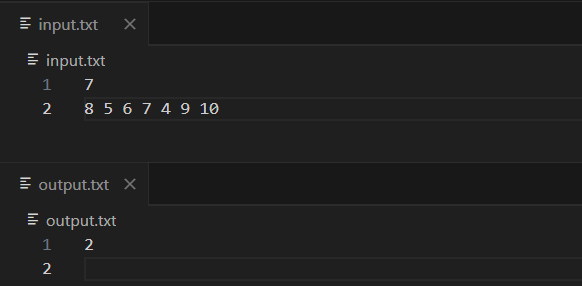 input.txt
input.txt
1 7
2 8 5 6 7 4 9 10
output.txt
output.txt
1 2
2